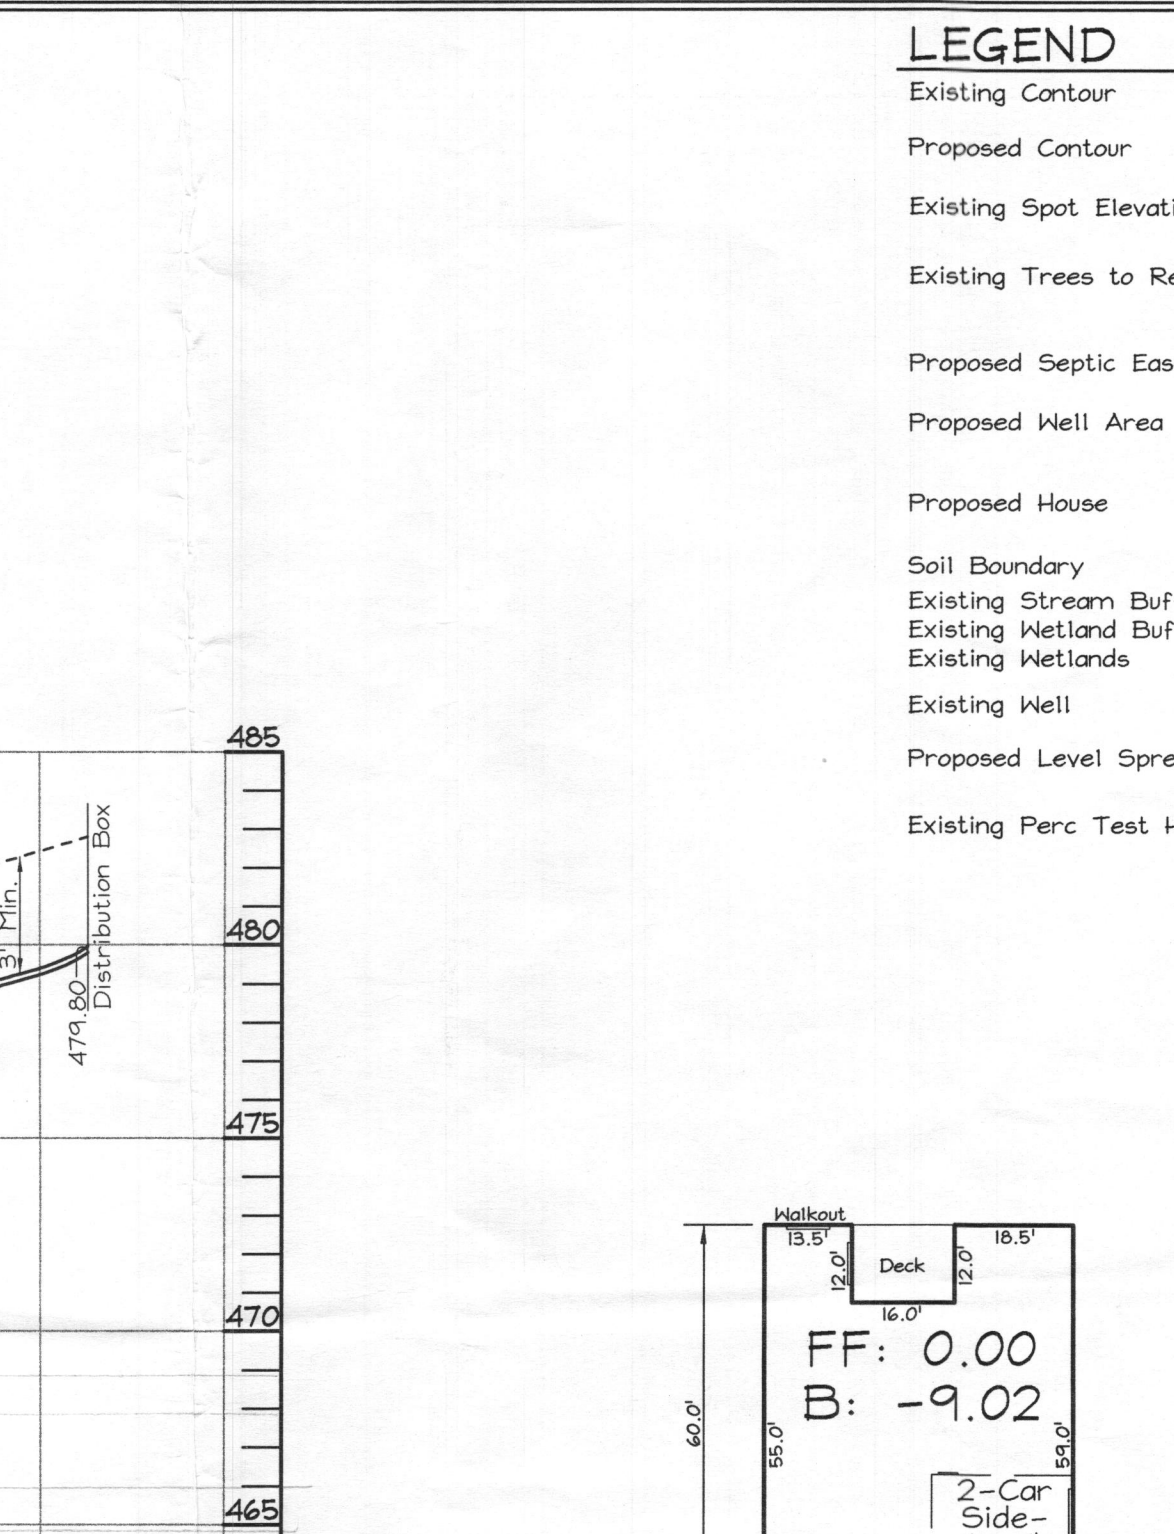 LEGEND
Existing Contour
Proposed Contour
Existing Spot Elevati
Existing Trees to Re
Proposed Septic Eas
Proposed Well Area
Proposed House
Soil Boundary
Existing Stream Buf
Existing Wetland Buf
Existing Wetlands
Existing Well
Proposed Level Spre
Existing Perc Test H
485
480
475
470
465
3' Min.
479.80
Distribution Box
Walkout
13.5'
12.0'
Deck
12.0'
18.5'
16.0'
FF: 0.00
B: -9.02
60.0'
55.0'
59.0'
2-Car
Side-